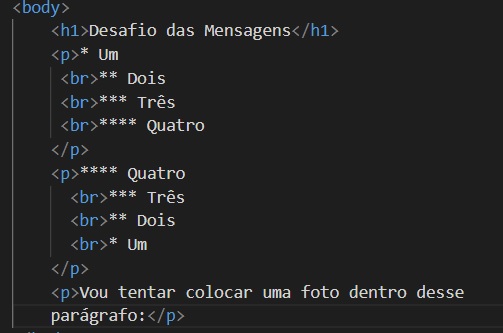 <body>
<h1>Desafio das Mensagens</h1>
<p>* Um
<br>** Dois
<br>*** Três
<br>**** Quatro
</p>
<p>**** Quatro
<br>*** Três
<br>** Dois
<br>* Um
</p>
<p>Vou tentar colocar uma foto dentro desse
parágrafo:</p>